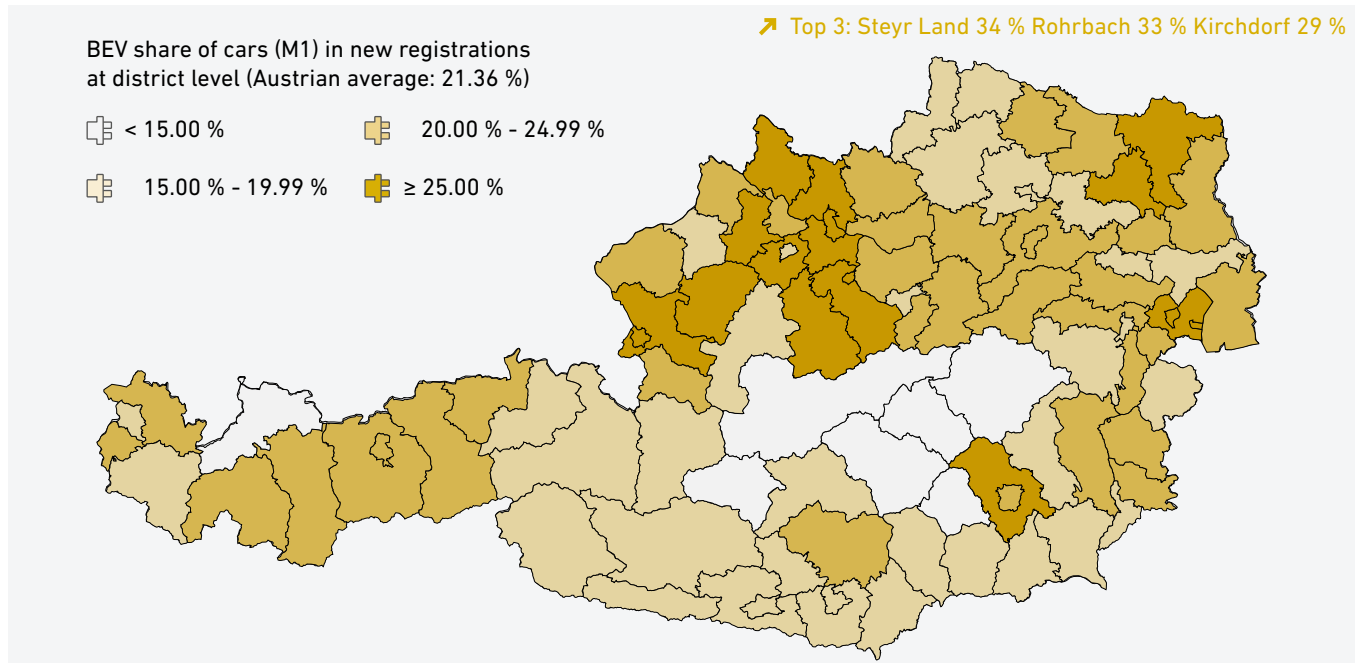 ↗ Top 3: Steyr Land 34 % Rohrbach 33 % Kirchdorf 29 %
BEV share of cars (M1) in new registrations
at district level (Austrian average: 21.36 %)
< 15.00 %
20.00 % - 24.99 %
15.00 % - 19.99 %
≥ 25.00 %